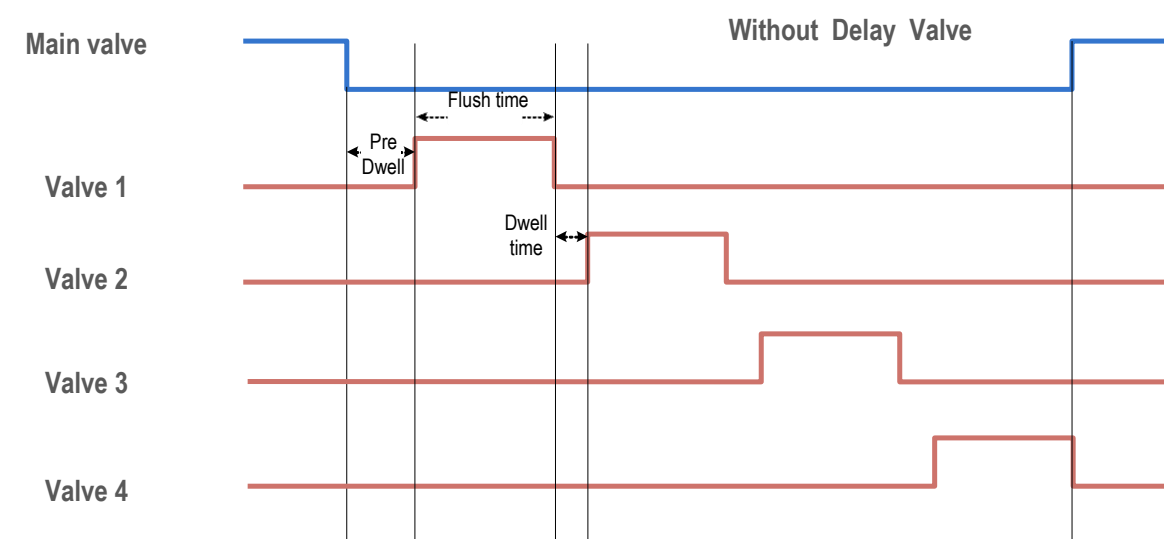 Without Delay Valve
Main valve
Flush time
Pre
Dwell
Valve 1
Dwell
time
Valve 2
Valve 3
Valve 4